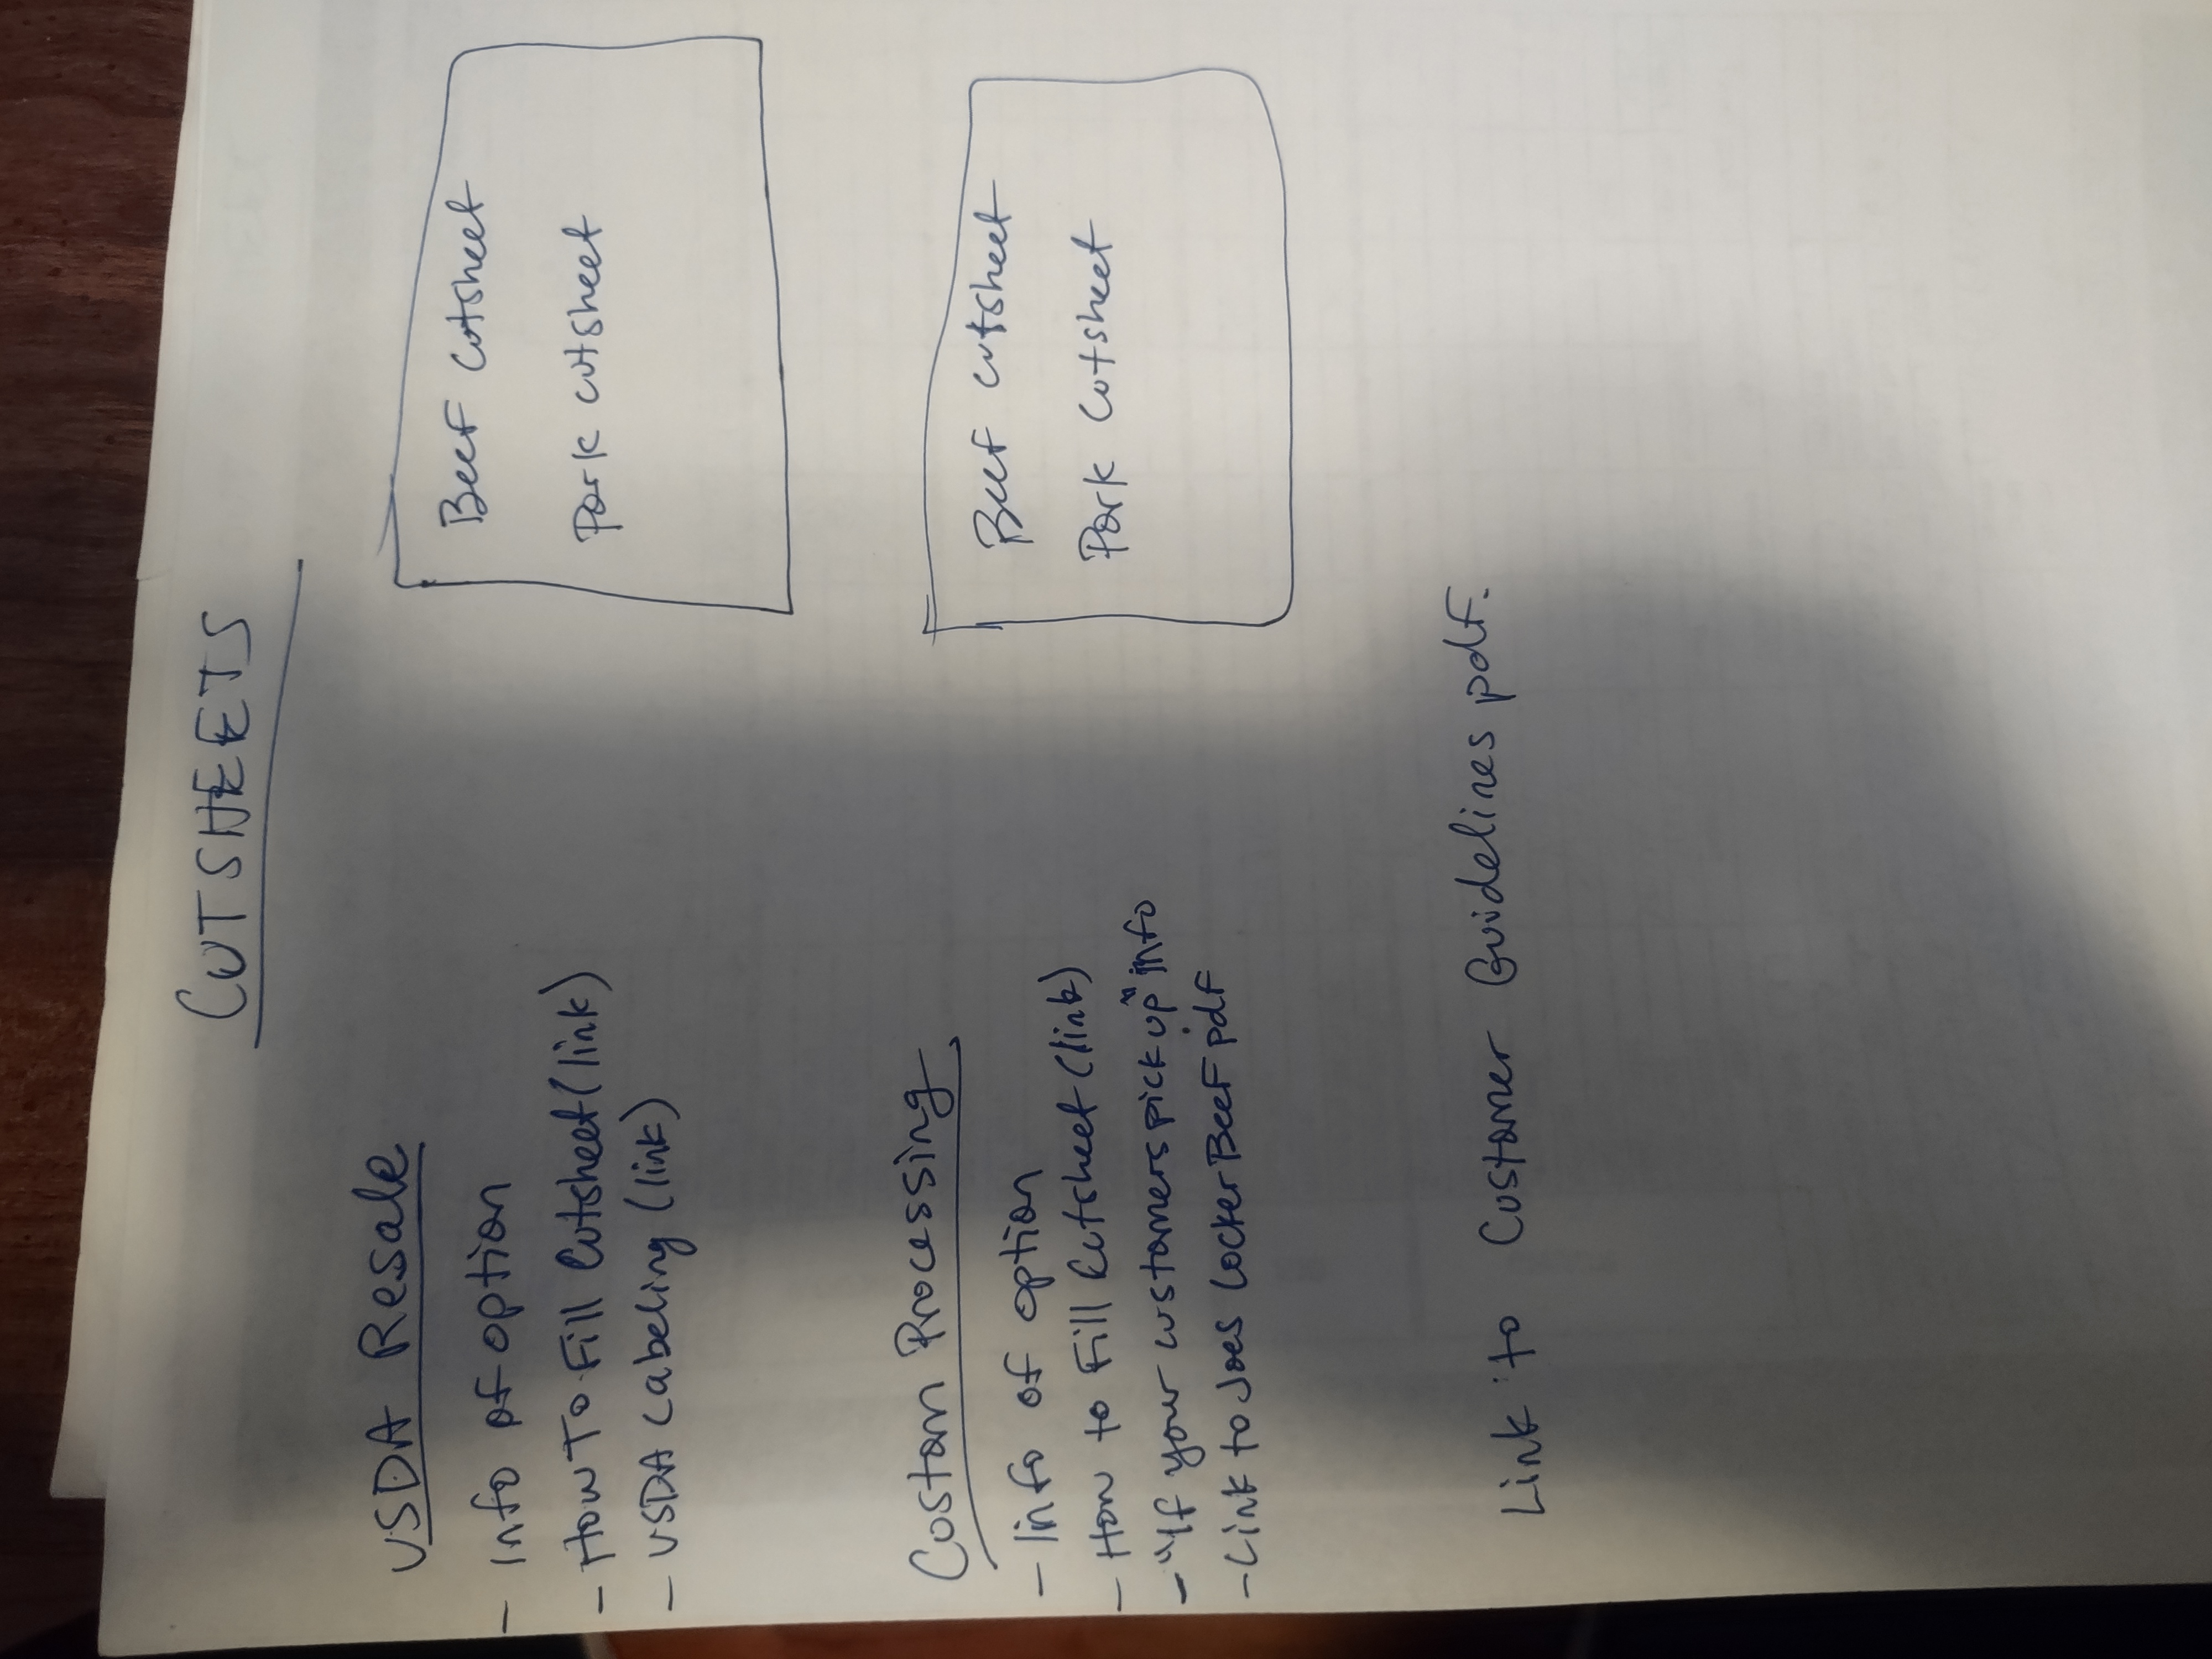 CUTSHEETS
USDA Resale
- Info of option
- How To Fill Cutsheet (link)
- USDA Labeling (link)
Beef Cutsheet
Pork cutsheet
Custom Processing
- Info of option
- How to Fill Cutsheet (link)
- "If your customers pick up" info
- Link to Joes Locker Beef pdf
Beef cutsheet
Pork cutsheet
Link to Customer Guidelines pdf.